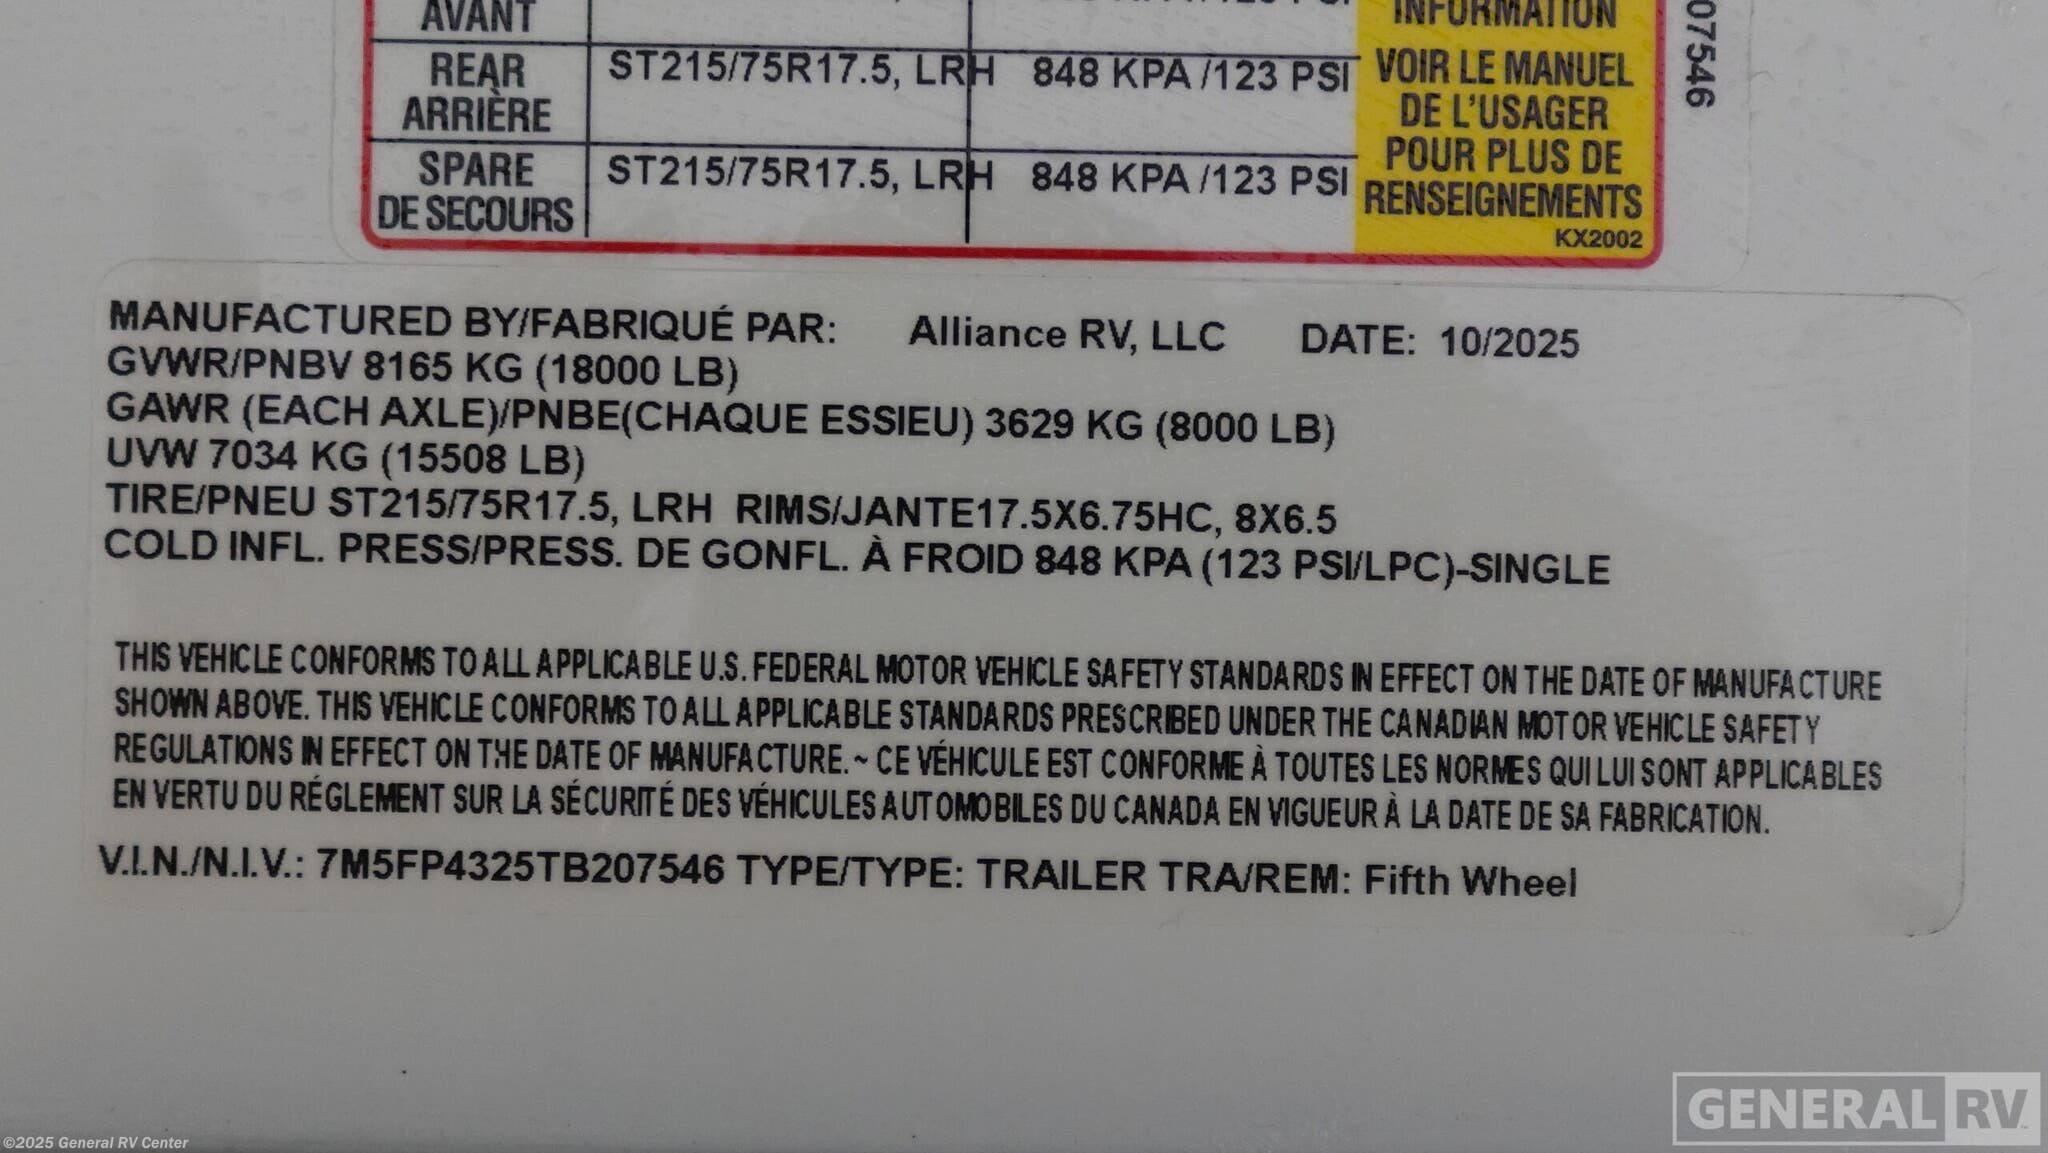 AVANT
INFORMATION
REAR ST215/75R17.5, LRH 848 KPA /123 PSI VOIR LE MANUEL
ARRIÈRE DE L'USAGER
POUR PLUS DE
SPARE ST215/75R17.5, LRH 848 KPA /123 PSI RENSEIGNEMENTS
DE SECOURS
KX2002
07546
MANUFACTURED BY/FABRIQUÉ PAR: Alliance RV, LLC DATE: 10/2025
GVWR/PNBV 8165 KG (18000 LB)
GAWR (EACH AXLE)/PNBE(CHAQUE ESSIEU) 3629 KG (8000 LB)
UVW 7034 KG (15508 LB)
TIRE/PNEU ST215/75R17.5, LRH RIMS/JANTE17.5X6.75HC, 8X6.5
COLD INFL. PRESS/PRESS. DE GONFL. À FROID 848 KPA (123 PSI/LPC)-SINGLE
THIS VEHICLE CONFORMS TO ALL APPLICABLE U.S. FEDERAL MOTOR VEHICLE SAFETY STANDARDS IN EFFECT ON THE DATE OF MANUFACTURE
SHOWN ABOVE. THIS VEHICLE CONFORMS TO ALL APPLICABLE STANDARDS PRESCRIBED UNDER THE CANADIAN MOTOR VEHICLE SAFETY
REGULATIONS IN EFFECT ON THE DATE OF MANUFACTURE. ~ CE VÉHICULE EST CONFORME À TOUTES LES NORMES QUI LUI SONT APPLICABLES
EN VERTU DU RÉGLEMENT SUR LA SÉCURITÉ DES VÉHICULES AUTOMOBILES DU CANADA EN VIGUEUR À LA DATE DE SA FABRICATION.
V.I.N./N.I.V.: 7M5FP4325TB207546 TYPE/TYPE: TRAILER TRA/REM: Fifth Wheel
GENERAL RV
©2025 General RV Center